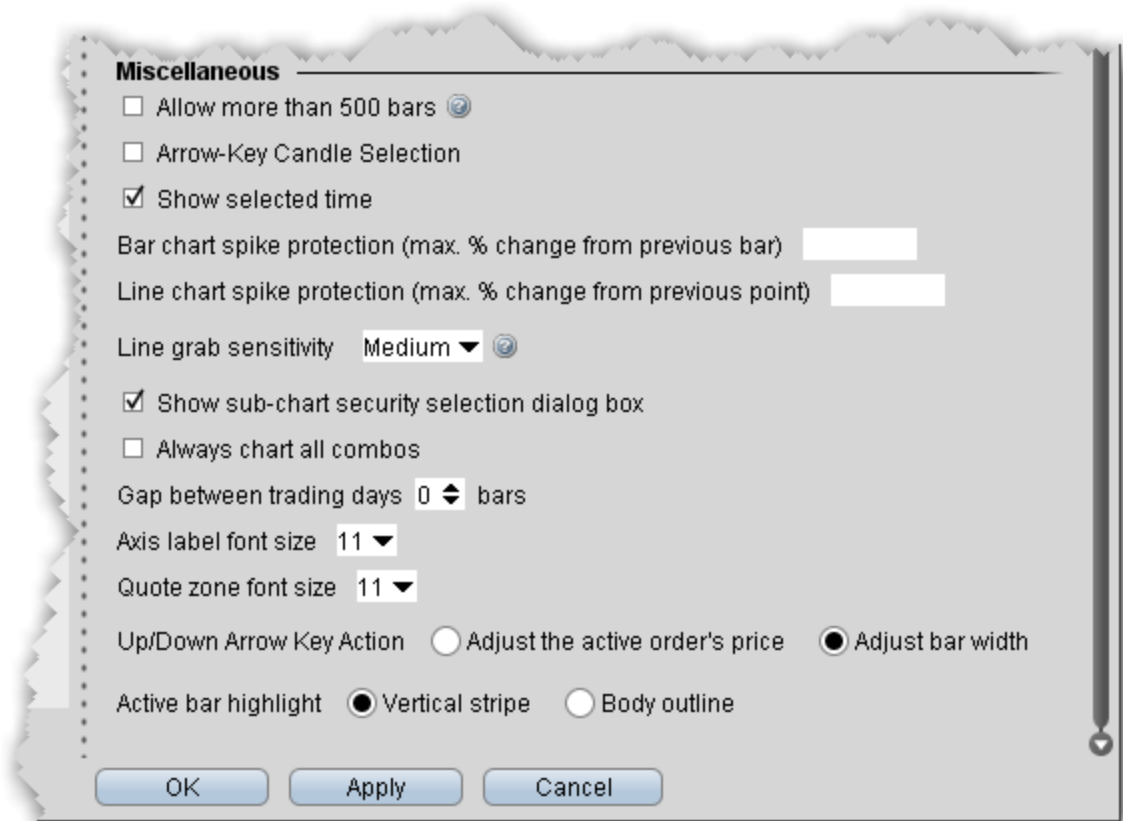 Miscellaneous
Allow more than 500 bars
Arrow-Key Candle Selection
Show selected time
Bar chart spike protection (max. % change from previous bar)
Line chart spike protection (max. % change from previous point)
Line grab sensitivity Medium
Show sub-chart security selection dialog box
Always chart all combos
Gap between trading days 0 bars
Axis label font size 11
Quote zone font size 11
Up/Down Arrow Key Action Adjust the active order's price Adjust bar width
Active bar highlight Vertical stripe Body outline
OK Apply Cancel